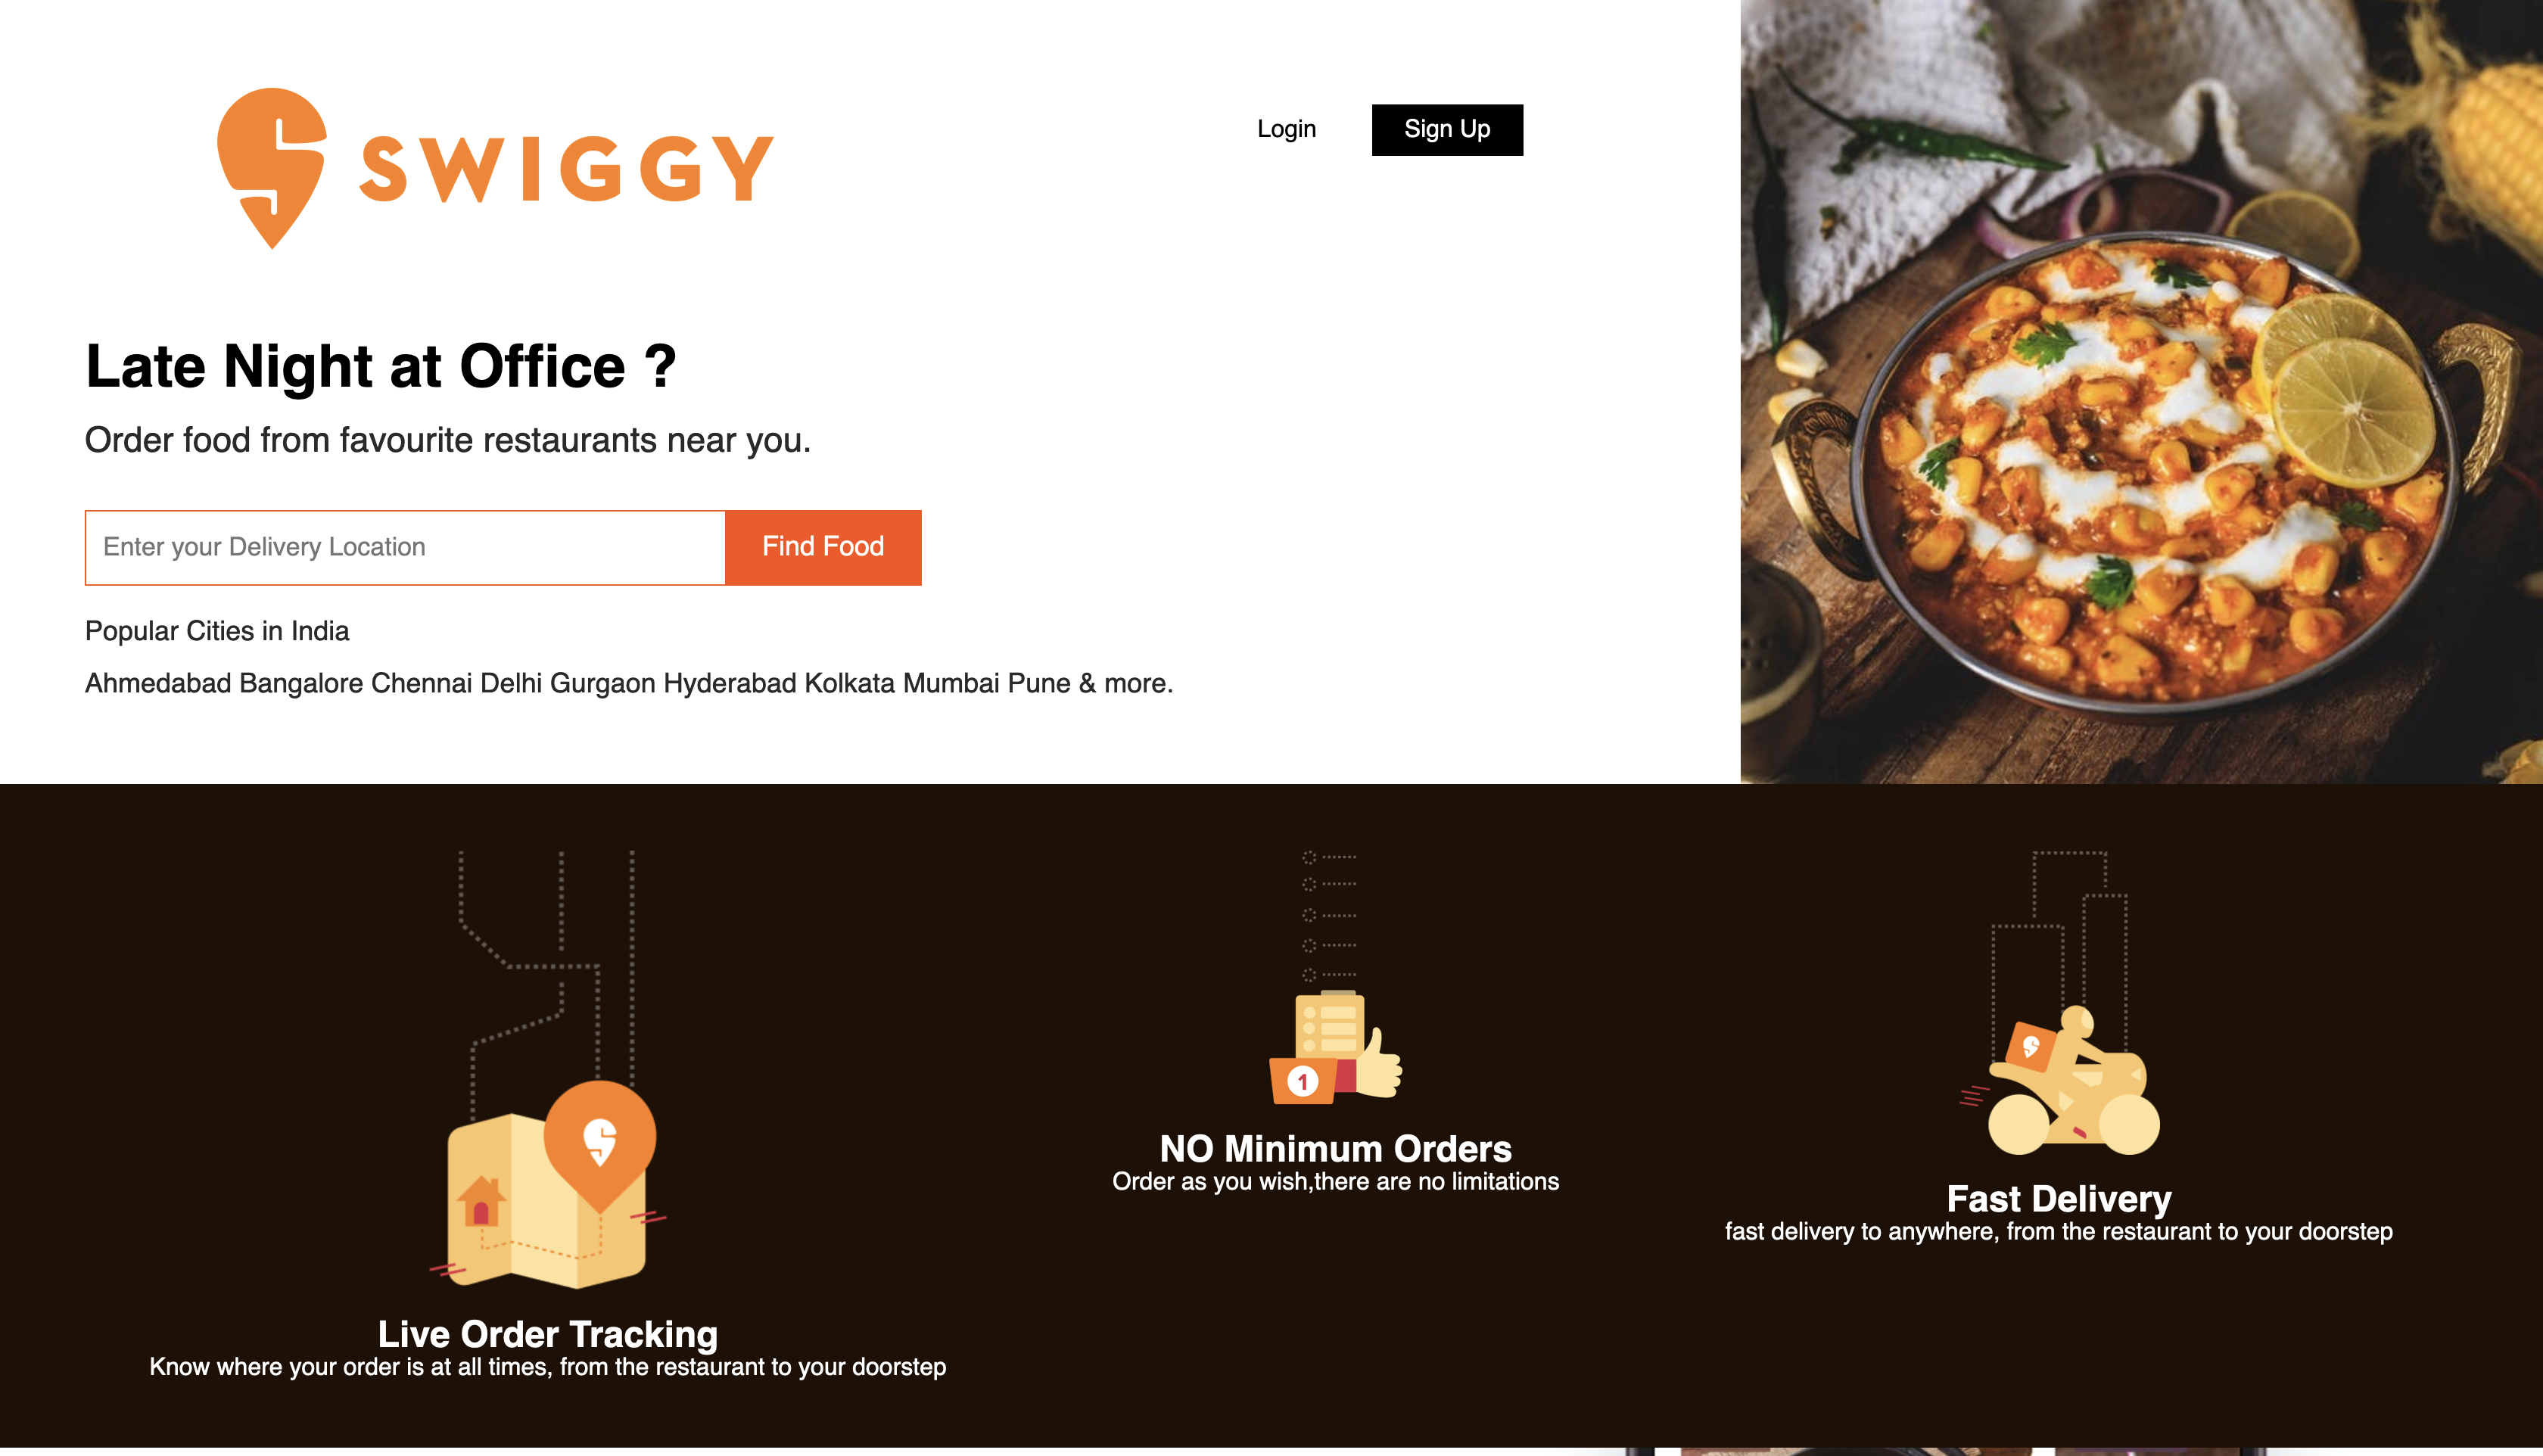 SWIGGY
Login
Sign Up
Late Night at Office ?
Order food from favourite restaurants near you.
Enter your Delivery Location
Find Food
Popular Cities in India
Ahmedabad Bangalore Chennai Delhi Gurgaon Hyderabad Kolkata Mumbai Pune & more.
1
NO Minimum Orders
Order as you wish,there are no limitations
Fast Delivery
fast delivery to anywhere, from the restaurant to your doorstep
Live Order Tracking
Know where your order is at all times, from the restaurant to your doorstep